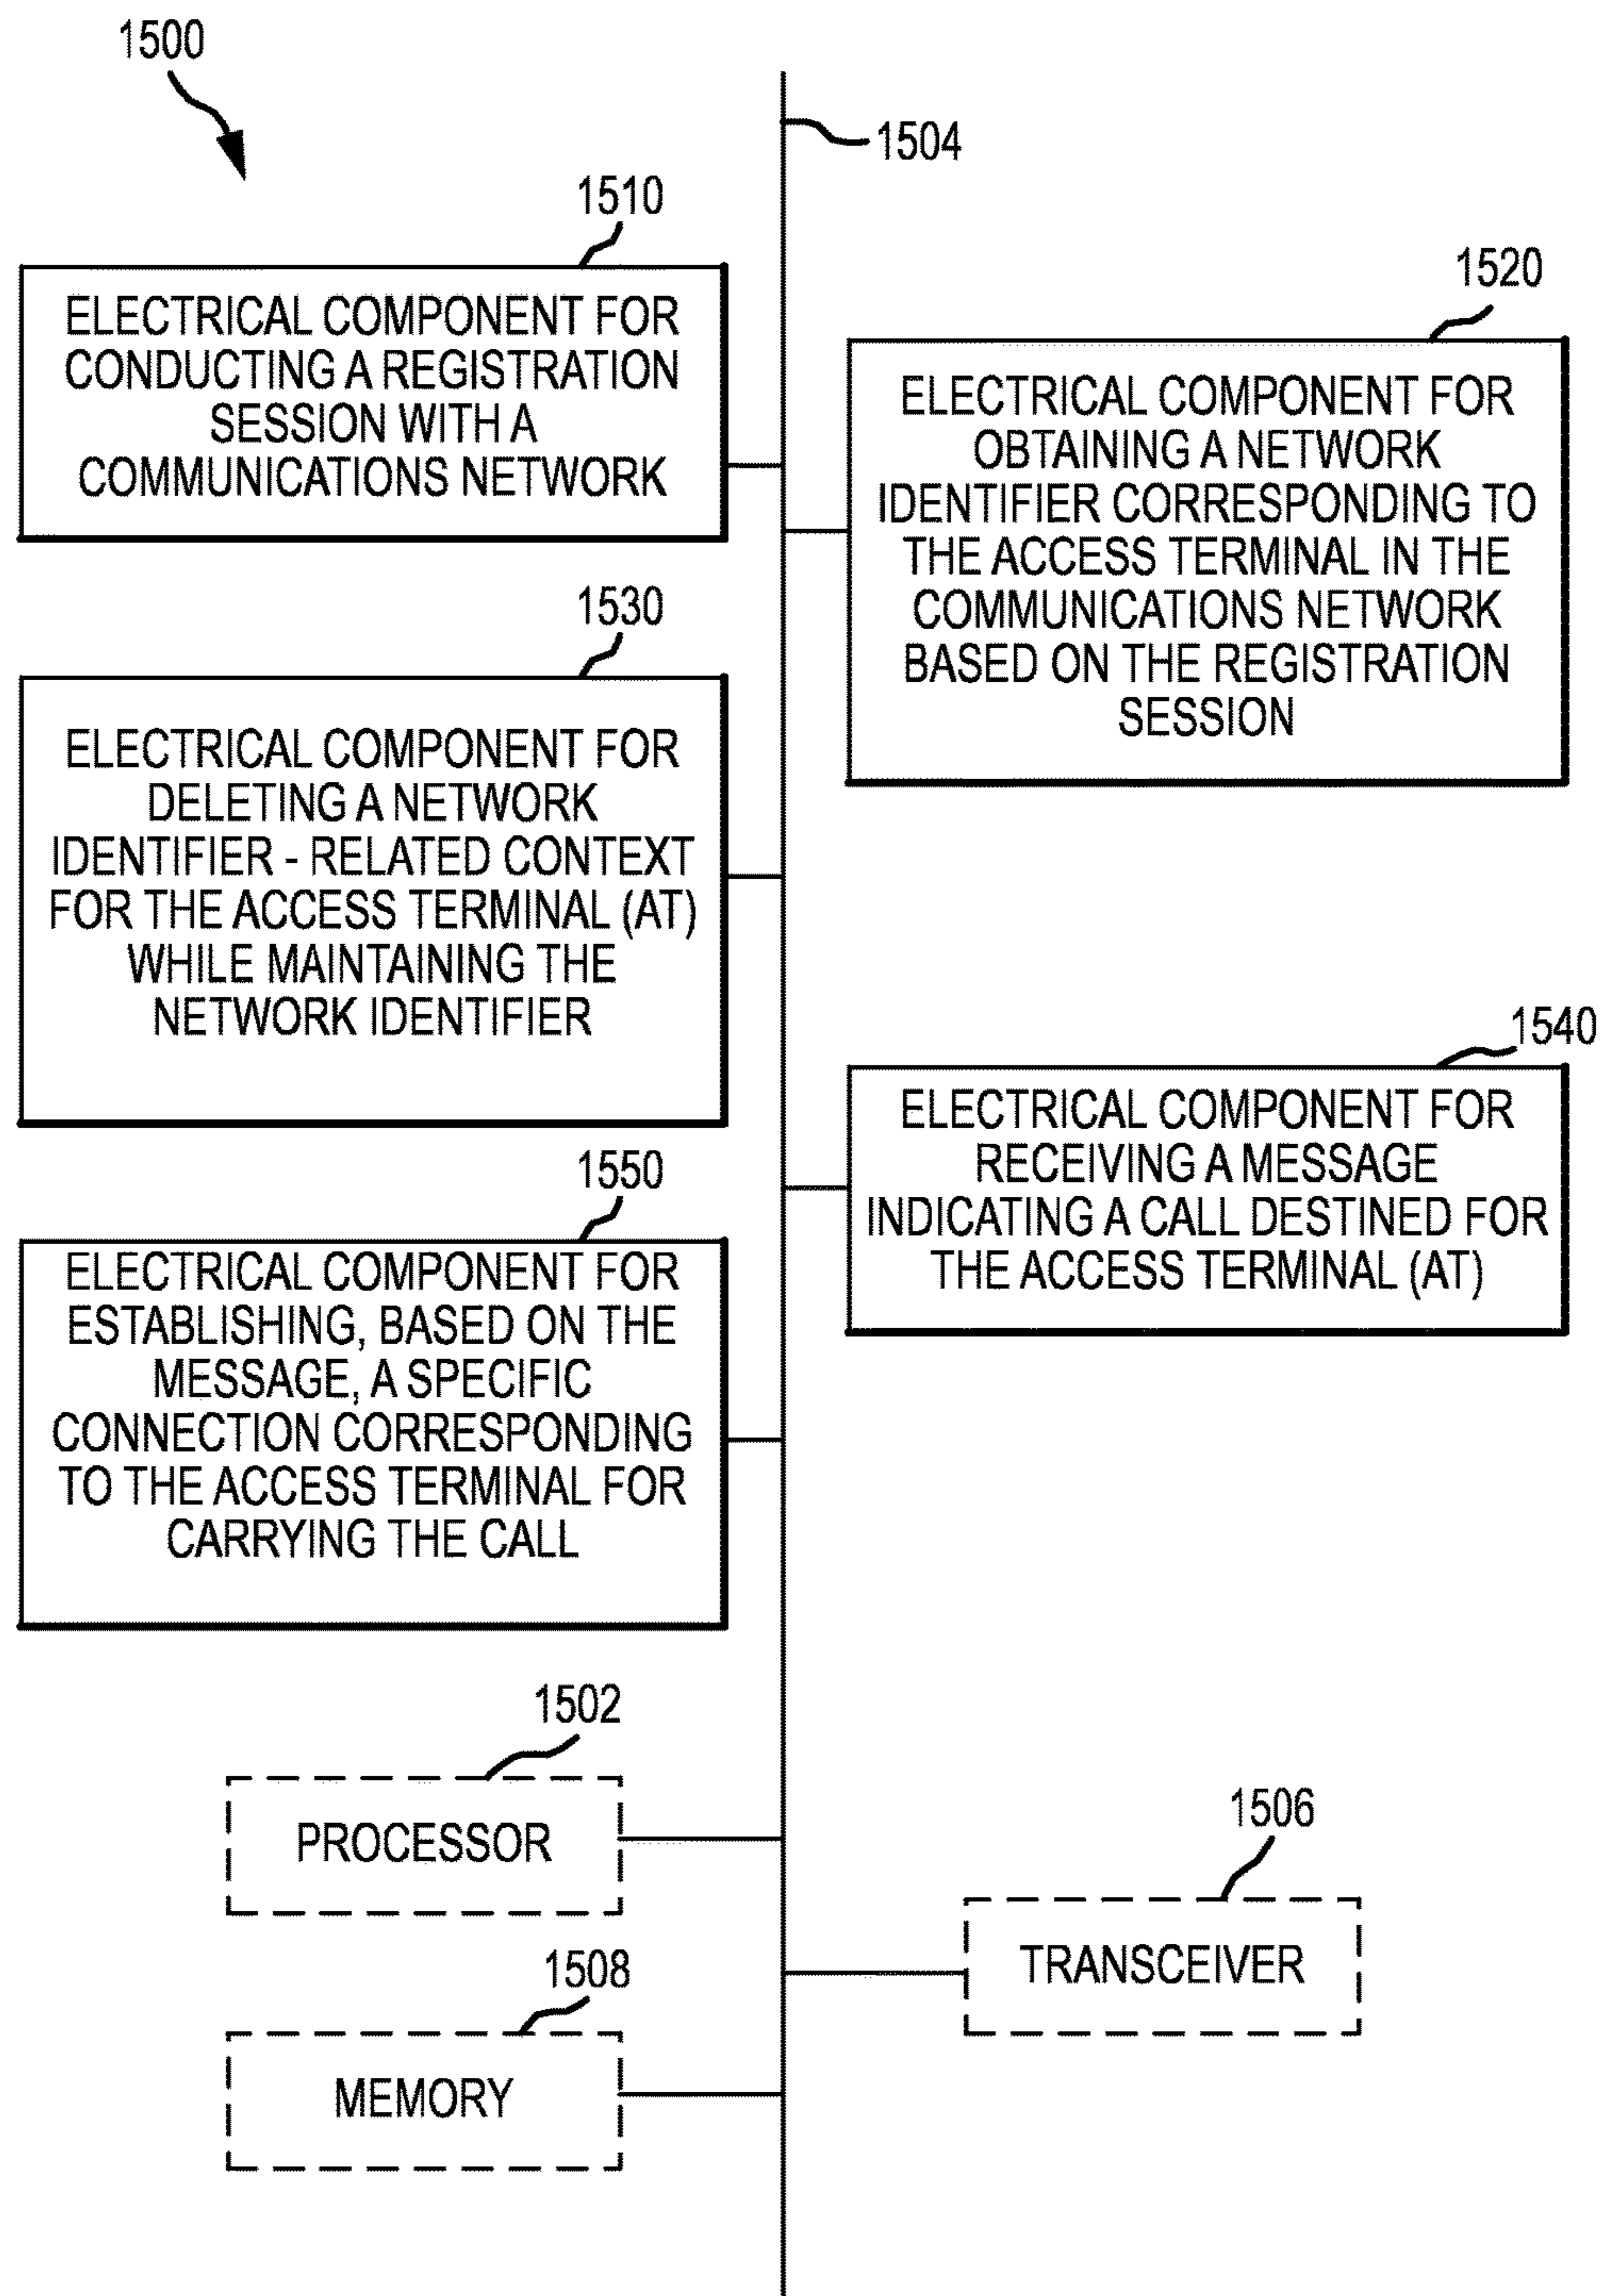 1500
1504
1510
ELECTRICAL COMPONENT FOR
CONDUCTING A REGISTRATION
SESSION WITH A
COMMUNICATIONS NETWORK
1520
ELECTRICAL COMPONENT FOR
OBTAINING A NETWORK
IDENTIFIER CORRESPONDING TO
THE ACCESS TERMINAL IN THE
COMMUNICATIONS NETWORK
BASED ON THE REGISTRATION
SESSION
1530
ELECTRICAL COMPONENT FOR
DELETING A NETWORK
IDENTIFIER - RELATED CONTEXT
FOR THE ACCESS TERMINAL (AT)
WHILE MAINTAINING THE
NETWORK IDENTIFIER
1540
ELECTRICAL COMPONENT FOR
RECEIVING A MESSAGE
INDICATING A CALL DESTINED FOR
THE ACCESS TERMINAL (AT)
1550
ELECTRICAL COMPONENT FOR
ESTABLISHING, BASED ON THE
MESSAGE, A SPECIFIC
CONNECTION CORRESPONDING
TO THE ACCESS TERMINAL FOR
CARRYING THE CALL
1502
PROCESSOR
1506
TRANSCEIVER
1508
MEMORY